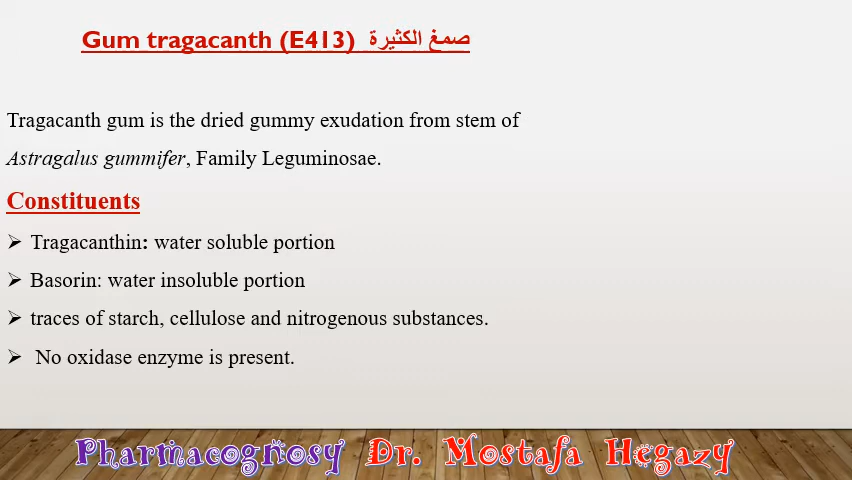 Gum tragacanth (E413) صمغ الكثيرة
Tragacanth gum is the dried gummy exudation from stem of
Astragalus gummifer, Family Leguminosae.
Constituents
➢ Tragacanthin: water soluble portion
➢ Basorin: water insoluble portion
➢ traces of starch, cellulose and nitrogenous substances.
➢ No oxidase enzyme is present.
Pharmacognosy Dr. Mostafa Hegazy